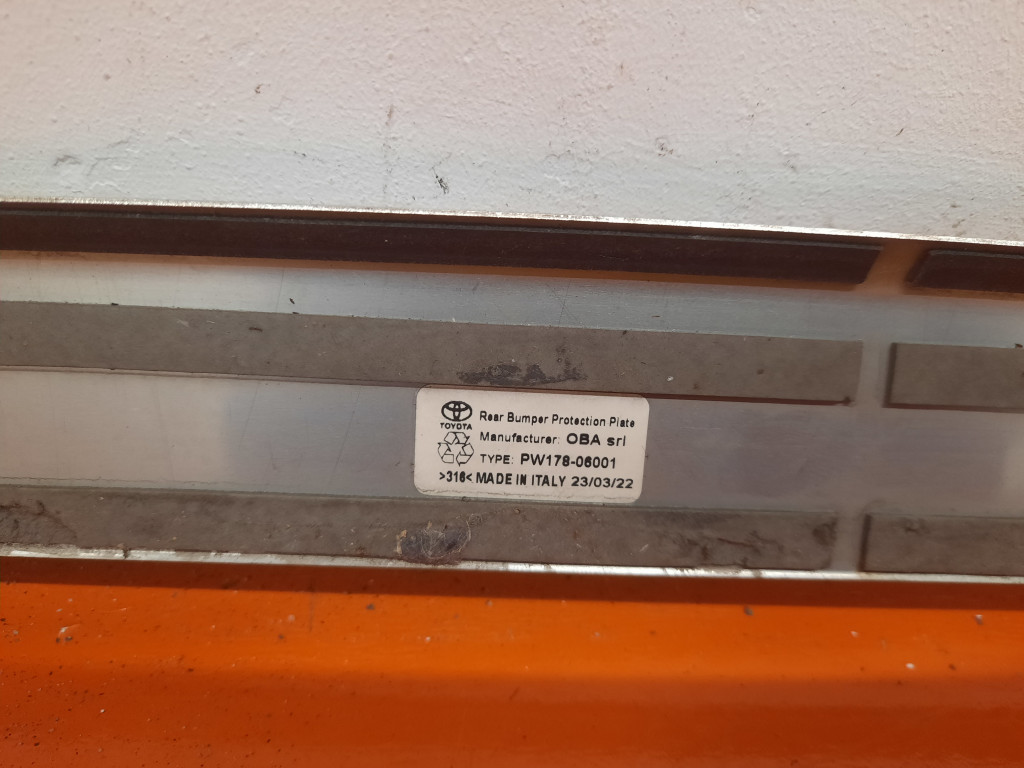 TOYOTA
Rear Bumper Protection Plate
Manufacturer: OBA srl
TYPE: PW178-06001
>316< MADE IN ITALY 23/03/22